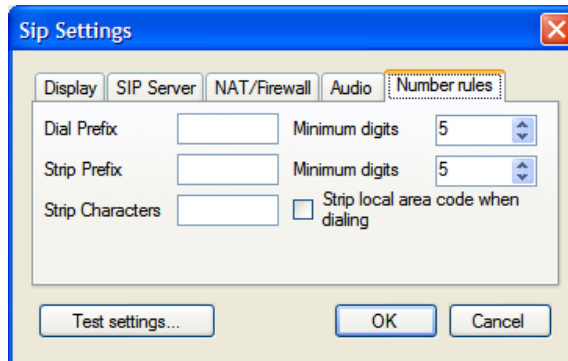 Sip Settings
Display SIP Server NAT/Firewall Audio Number rules
Dial Prefix Minimum digits 5
Strip Prefix Minimum digits 5
Strip Characters Strip local area code when
dialing
Test settings... OK Cancel